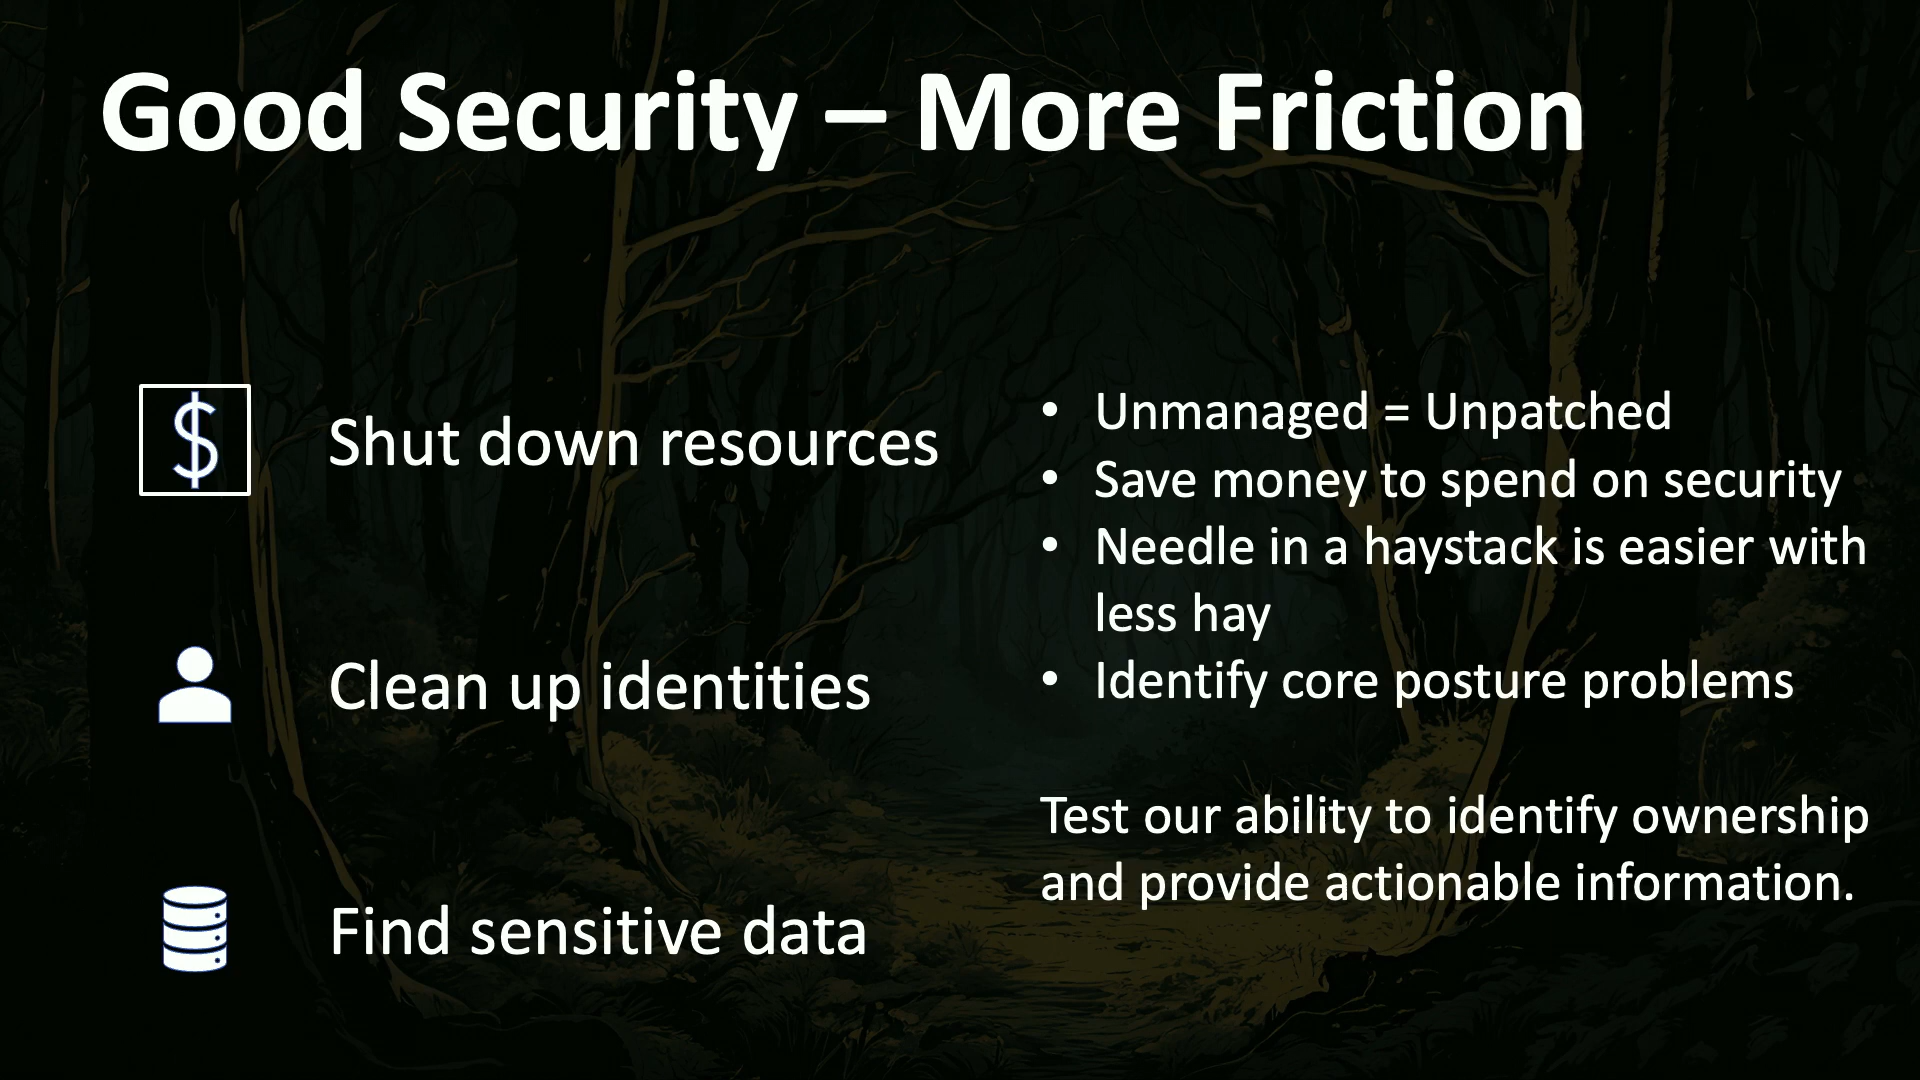 Good Security – More Friction
$
Shut down resources
Clean up identities
Find sensitive data
• Unmanaged = Unpatched
• Save money to spend on security
• Needle in a haystack is easier with
less hay
• Identify core posture problems
Test our ability to identify ownership
and provide actionable information.